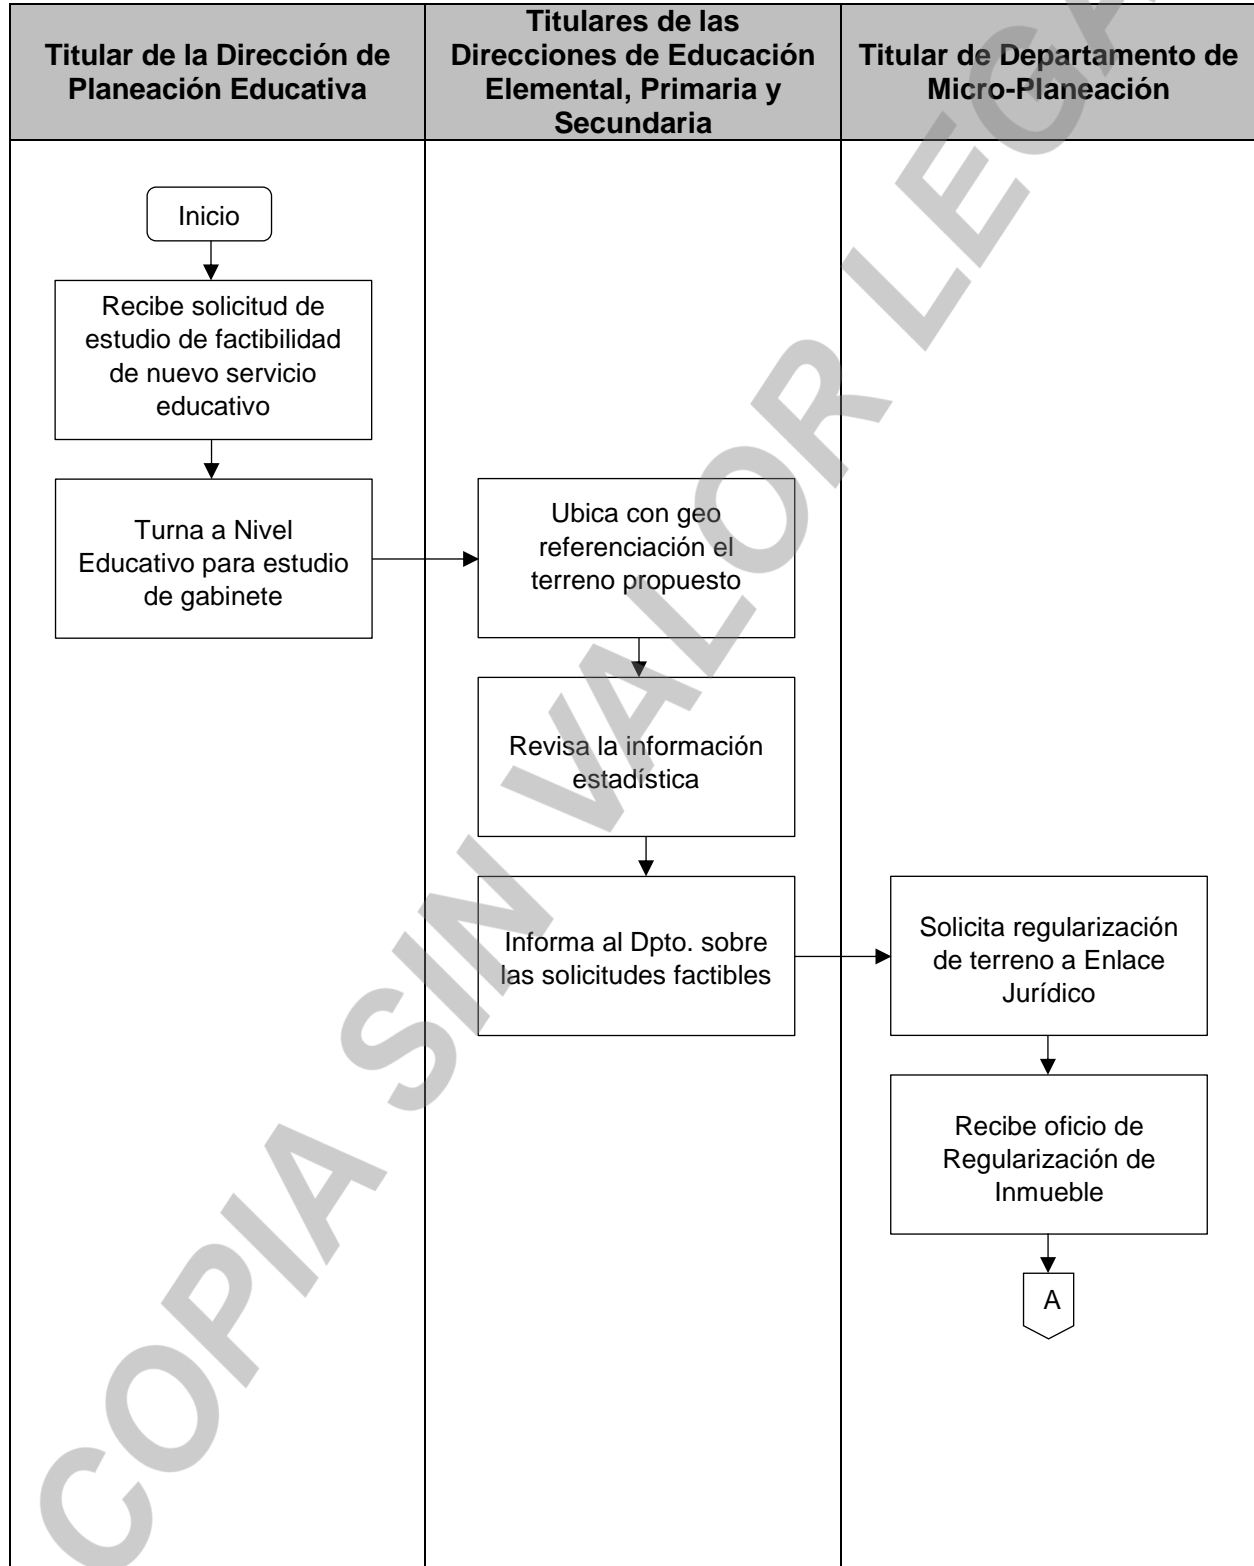 Titular de la Dirección de
Planeación Educativa
Titulares de las
Direcciones de Educación
Elemental, Primaria y
Secundaria
Titular de Departamento de
Micro-Planeación
Inicio
Recibe solicitud de
estudio de factibilidad
de nuevo servicio
educativo
Turna a Nivel
Educativo para estudio
de gabinete
Ubica con geo
referenciación el
terreno propuesto
Revisa la información
estadística
Informa al Dpto. sobre
las solicitudes factibles
Solicita regularización
de terreno a Enlace
Jurídico
Recibe oficio de
Regularización de
Inmueble
A
COPIA SIN VALOR LEGA